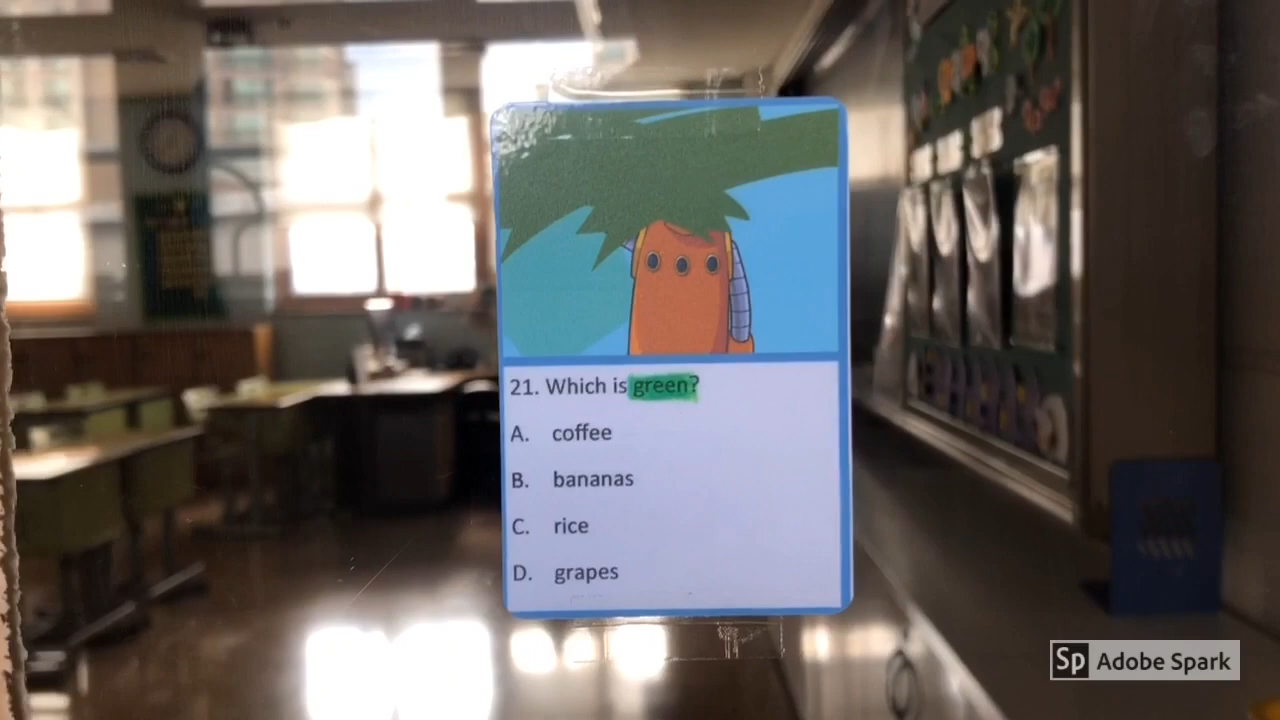 21. Which is green?
A. coffee
B. bananas
C. rice
D. grapes
Sp Adobe Spark